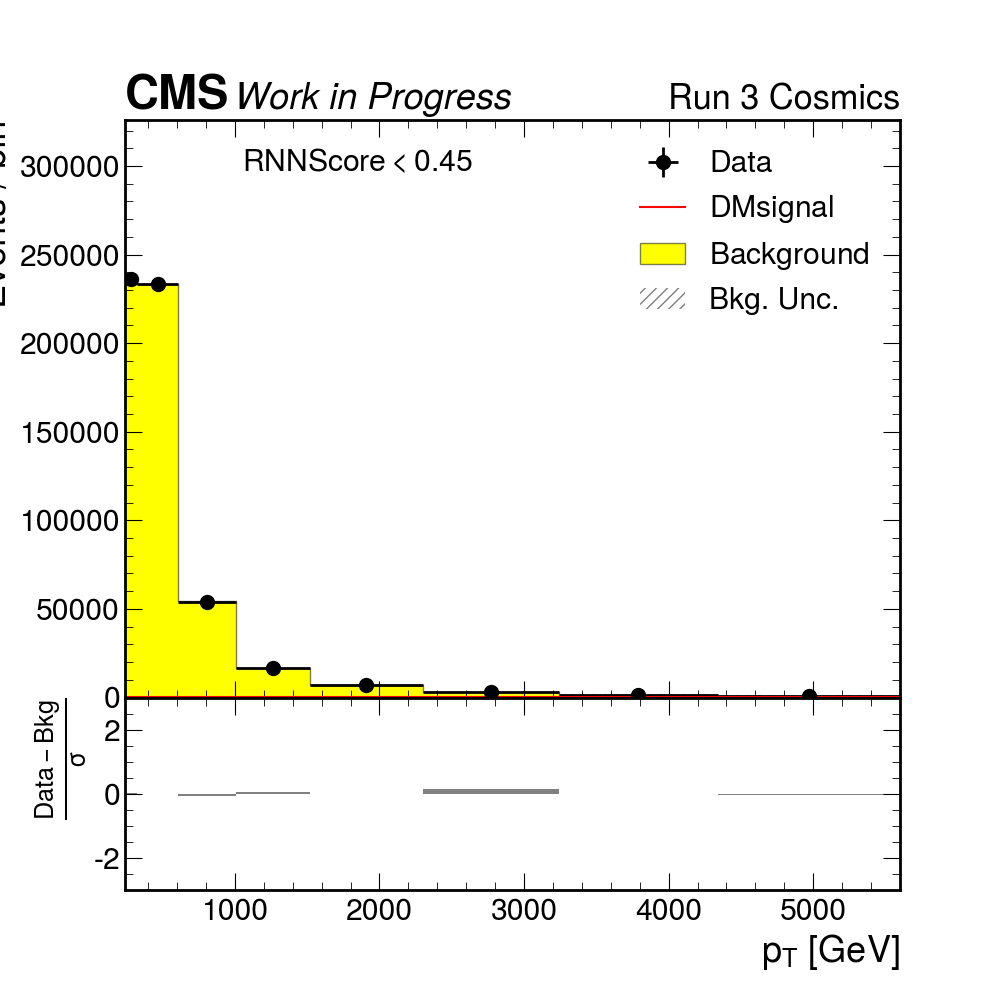 CMS Work in Progress
Run 3 Cosmics
RNNScore < 0.45
Data
DMsignal
Background
Bkg. Unc.
300000
250000
200000
150000
100000
50000
0
Data – Bkg
σ
2
0
-2
1000
2000
3000
4000
5000
pT [GeV]